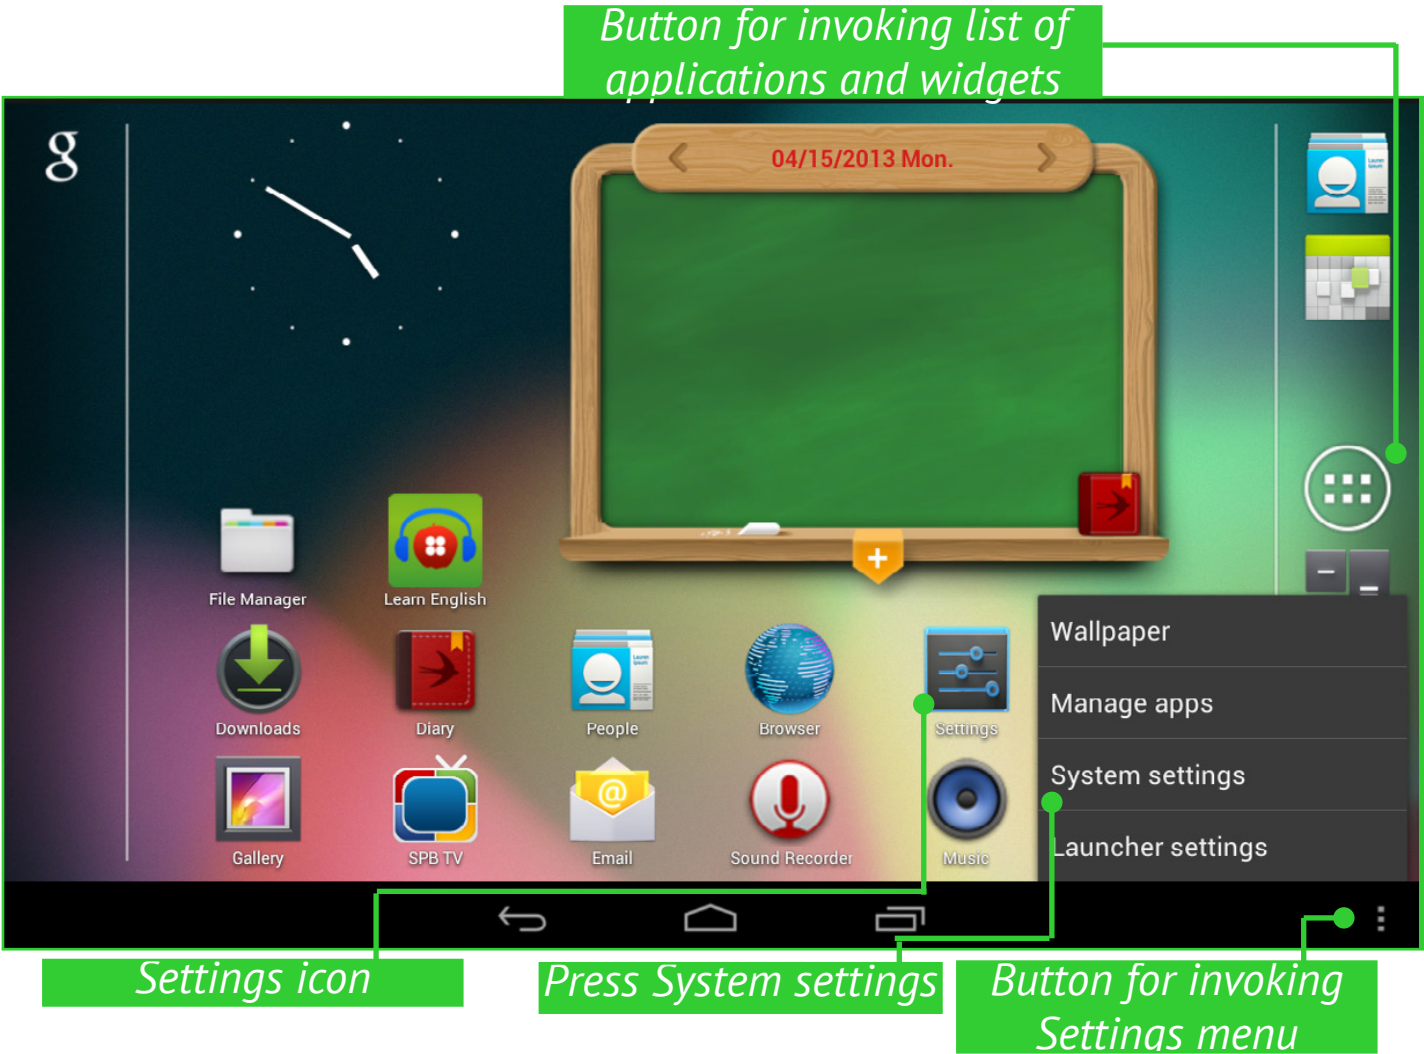 Button for invoking list of
applications and widgets
g
04/15/2013 Mon.
File Manager
Learn English
Wallpaper
Manage apps
System settings
Launcher settings
Downloads
Diary
People
Browser
Settings
Gallery
SPB TV
@
Email
Sound Recorder
Music
Settings icon
Press System settings
Button for invoking
Settings menu